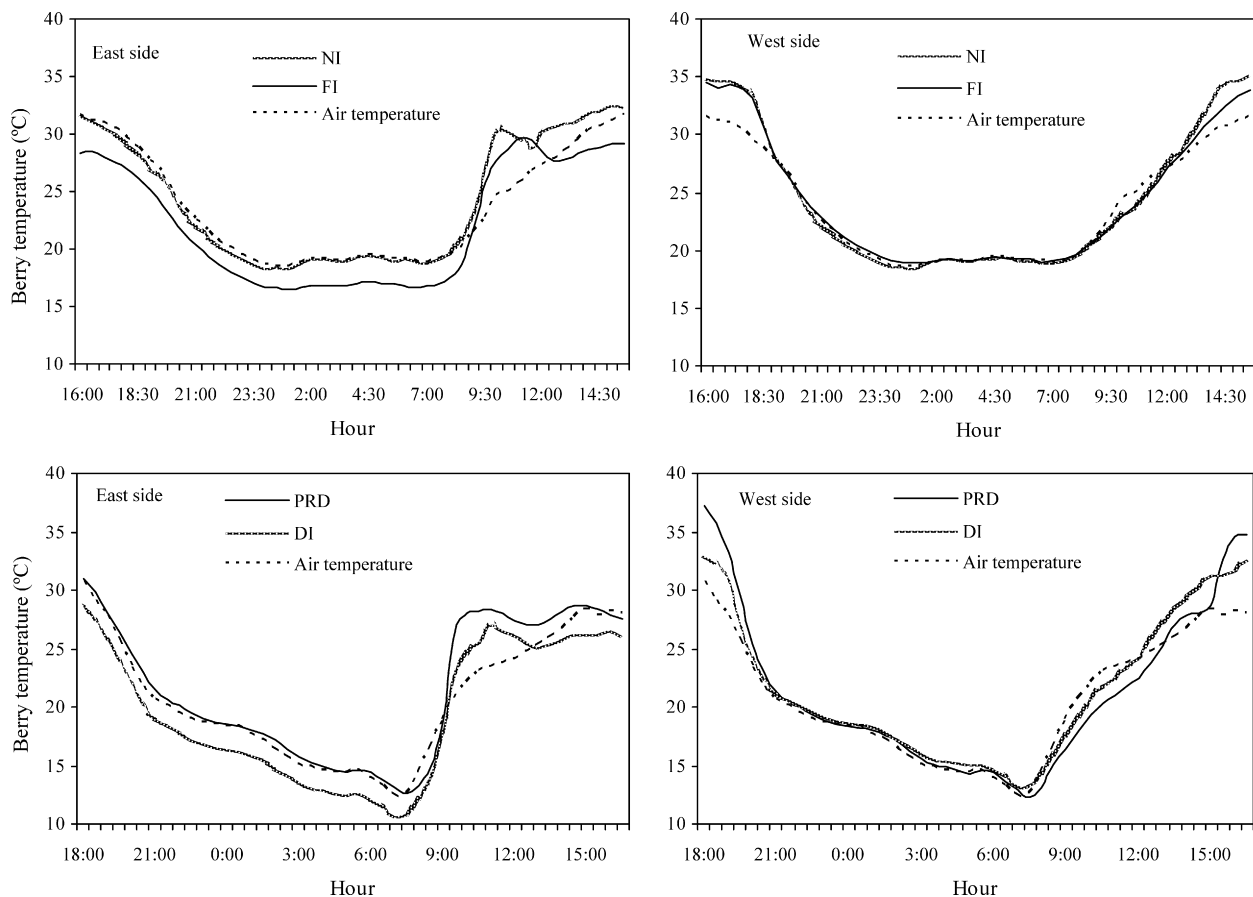 East side
NI
FI
Air temperature
Berry temperature (ºC)
40
35
30
25
20
15
10
16:00 18:30 21:00 23:30 2:00 4:30 7:00 9:30 12:00 14:30
Hour
West side
NI
FI
Air temperature
40
35
30
25
20
15
10
16:00 18:30 21:00 23:30 2:00 4:30 7:00 9:30 12:00 14:30
Hour
East side
PRD
DI
Air temperature
Berry temperature (ºC)
40
35
30
25
20
15
10
18:00 21:00 0:00 3:00 6:00 9:00 12:00 15:00
Hour
West side
PRD
DI
Air temperature
40
35
30
25
20
15
10
18:00 21:00 0:00 3:00 6:00 9:00 12:00 15:00
Hour